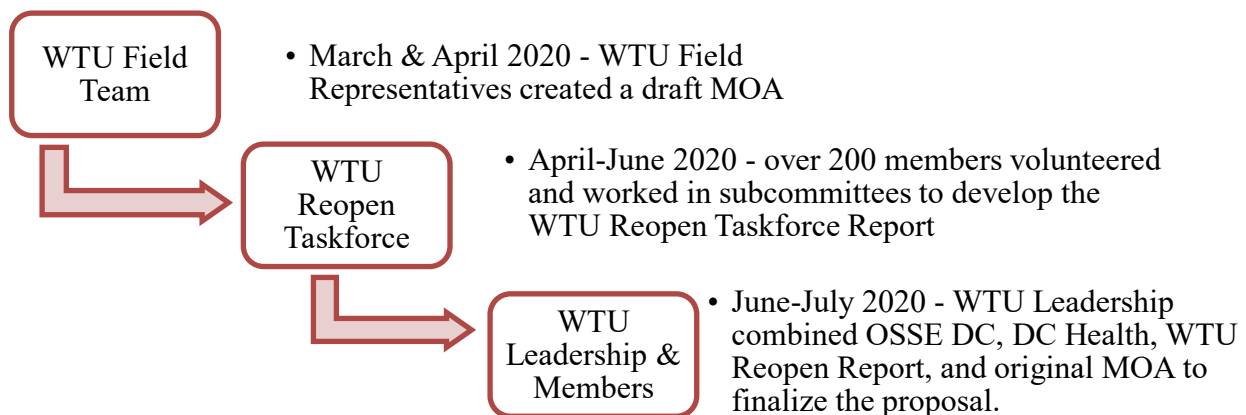 WTU Field
Team
• March & April 2020 - WTU Field
Representatives created a draft MOA
WTU
Reopen
Taskforce
• April-June 2020 - over 200 members volunteered
and worked in subcommittees to develop the
WTU Reopen Taskforce Report
WTU
Leadership &
Members
• June-July 2020 - WTU Leadership
combined OSSE DC, DC Health, WTU
Reopen Report, and original MOA to
finalize the proposal.